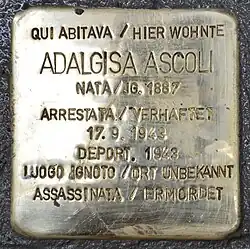 QUI ABITAVA / HIER WOHNTE
ADALGISA ASCOLI
NATA / JG. 1887
ARRESTATA / VERHAFTET
17.9.1943
DEPORT. 1943
LUOGO IGNOTO / ORT UNBEKANNT
ASSASSINATA / ERMORDET